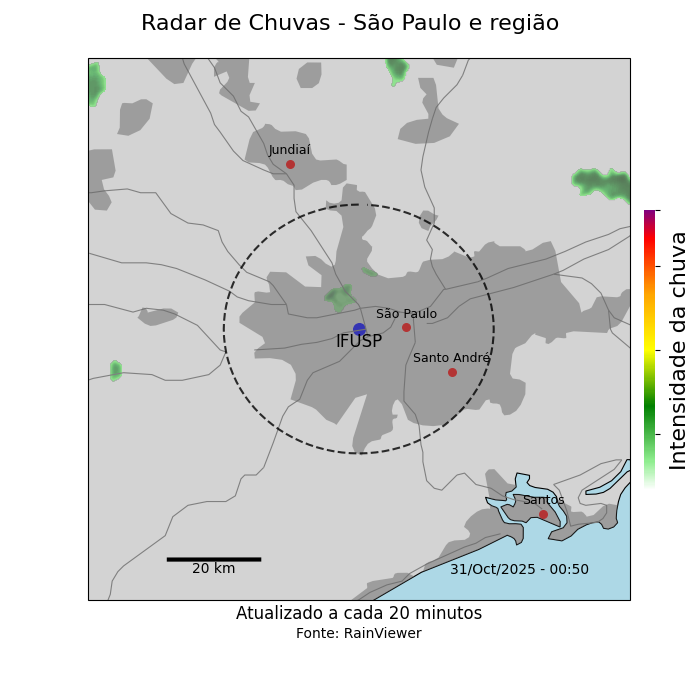 Radar de Chuvas - São Paulo e região
Jundiaí
São Paulo
IFUSP
Santo André
Santos
20 km
31/Oct/2025 - 00:50
Intensidade da chuva
Atualizado a cada 20 minutos
Fonte: RainViewer